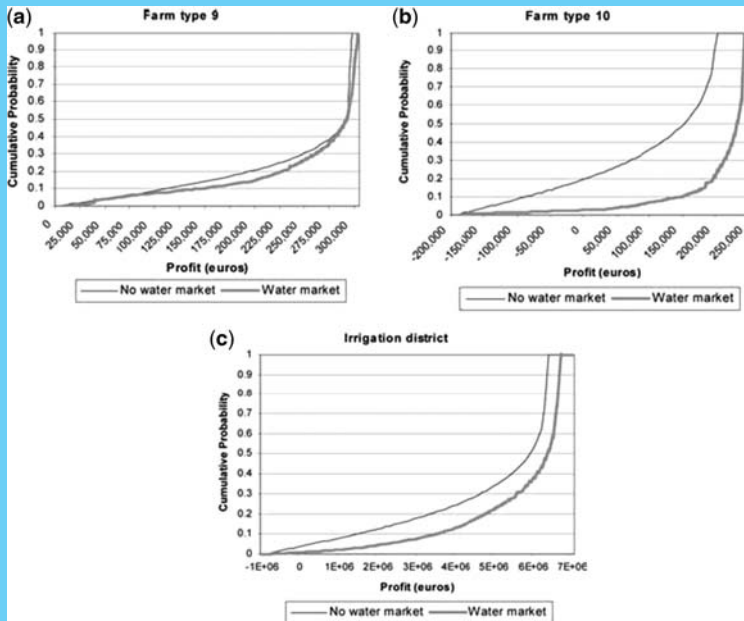 (a)
Farm type 9
Cumulative Probability
1
0.9
0.8
0.7
0.6
0.5
0.4
0.3
0.2
0.1
0
0
25,000
50,000
75,000
100,000
125,000
150,000
175,000
200,000
225,000
250,000
275,000
300,000
Profit (euros)
No water market
Water market
(b)
Farm type 10
Cumulative Probability
1
0.9
0.8
0.7
0.6
0.5
0.4
0.3
0.2
0.1
0
-200,000
-150,000
-100,000
-50,000
0
50,000
100,000
150,000
200,000
250,000
Profit (euros)
No water market
Water market
(c)
Irrigation district
Cumulative Probability
1
0.9
0.8
0.7
0.6
0.5
0.4
0.3
0.2
0.1
0
-1E+06
0
1E+06
2E+06
3E+06
4E+06
5E+06
6E+06
7E+06
Profit (euros)
No water market
Water market